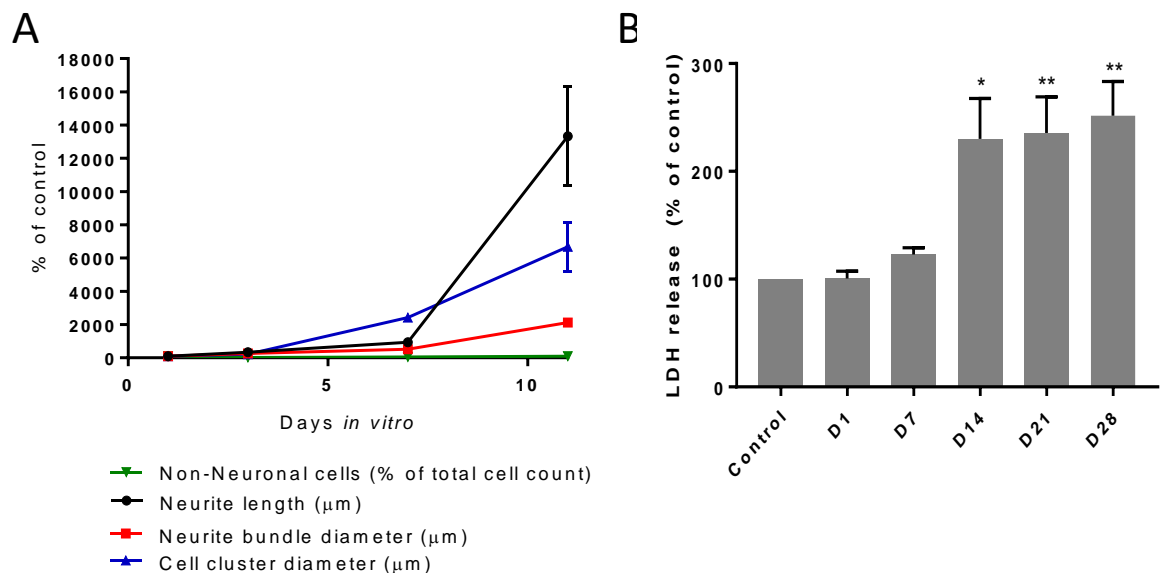 A
18000
16000
14000
12000
10000
8000
6000
4000
2000
0
% of control
0 5 10
Days in vitro
Non-Neuronal cells (% of total cell count)
Neurite length (μm)
Neurite bundle diameter (μm)
Cell cluster diameter (μm)
B
300
200
100
0
LDH release (% of control)
* ** **
Control D1 D7 D14 D21 D28